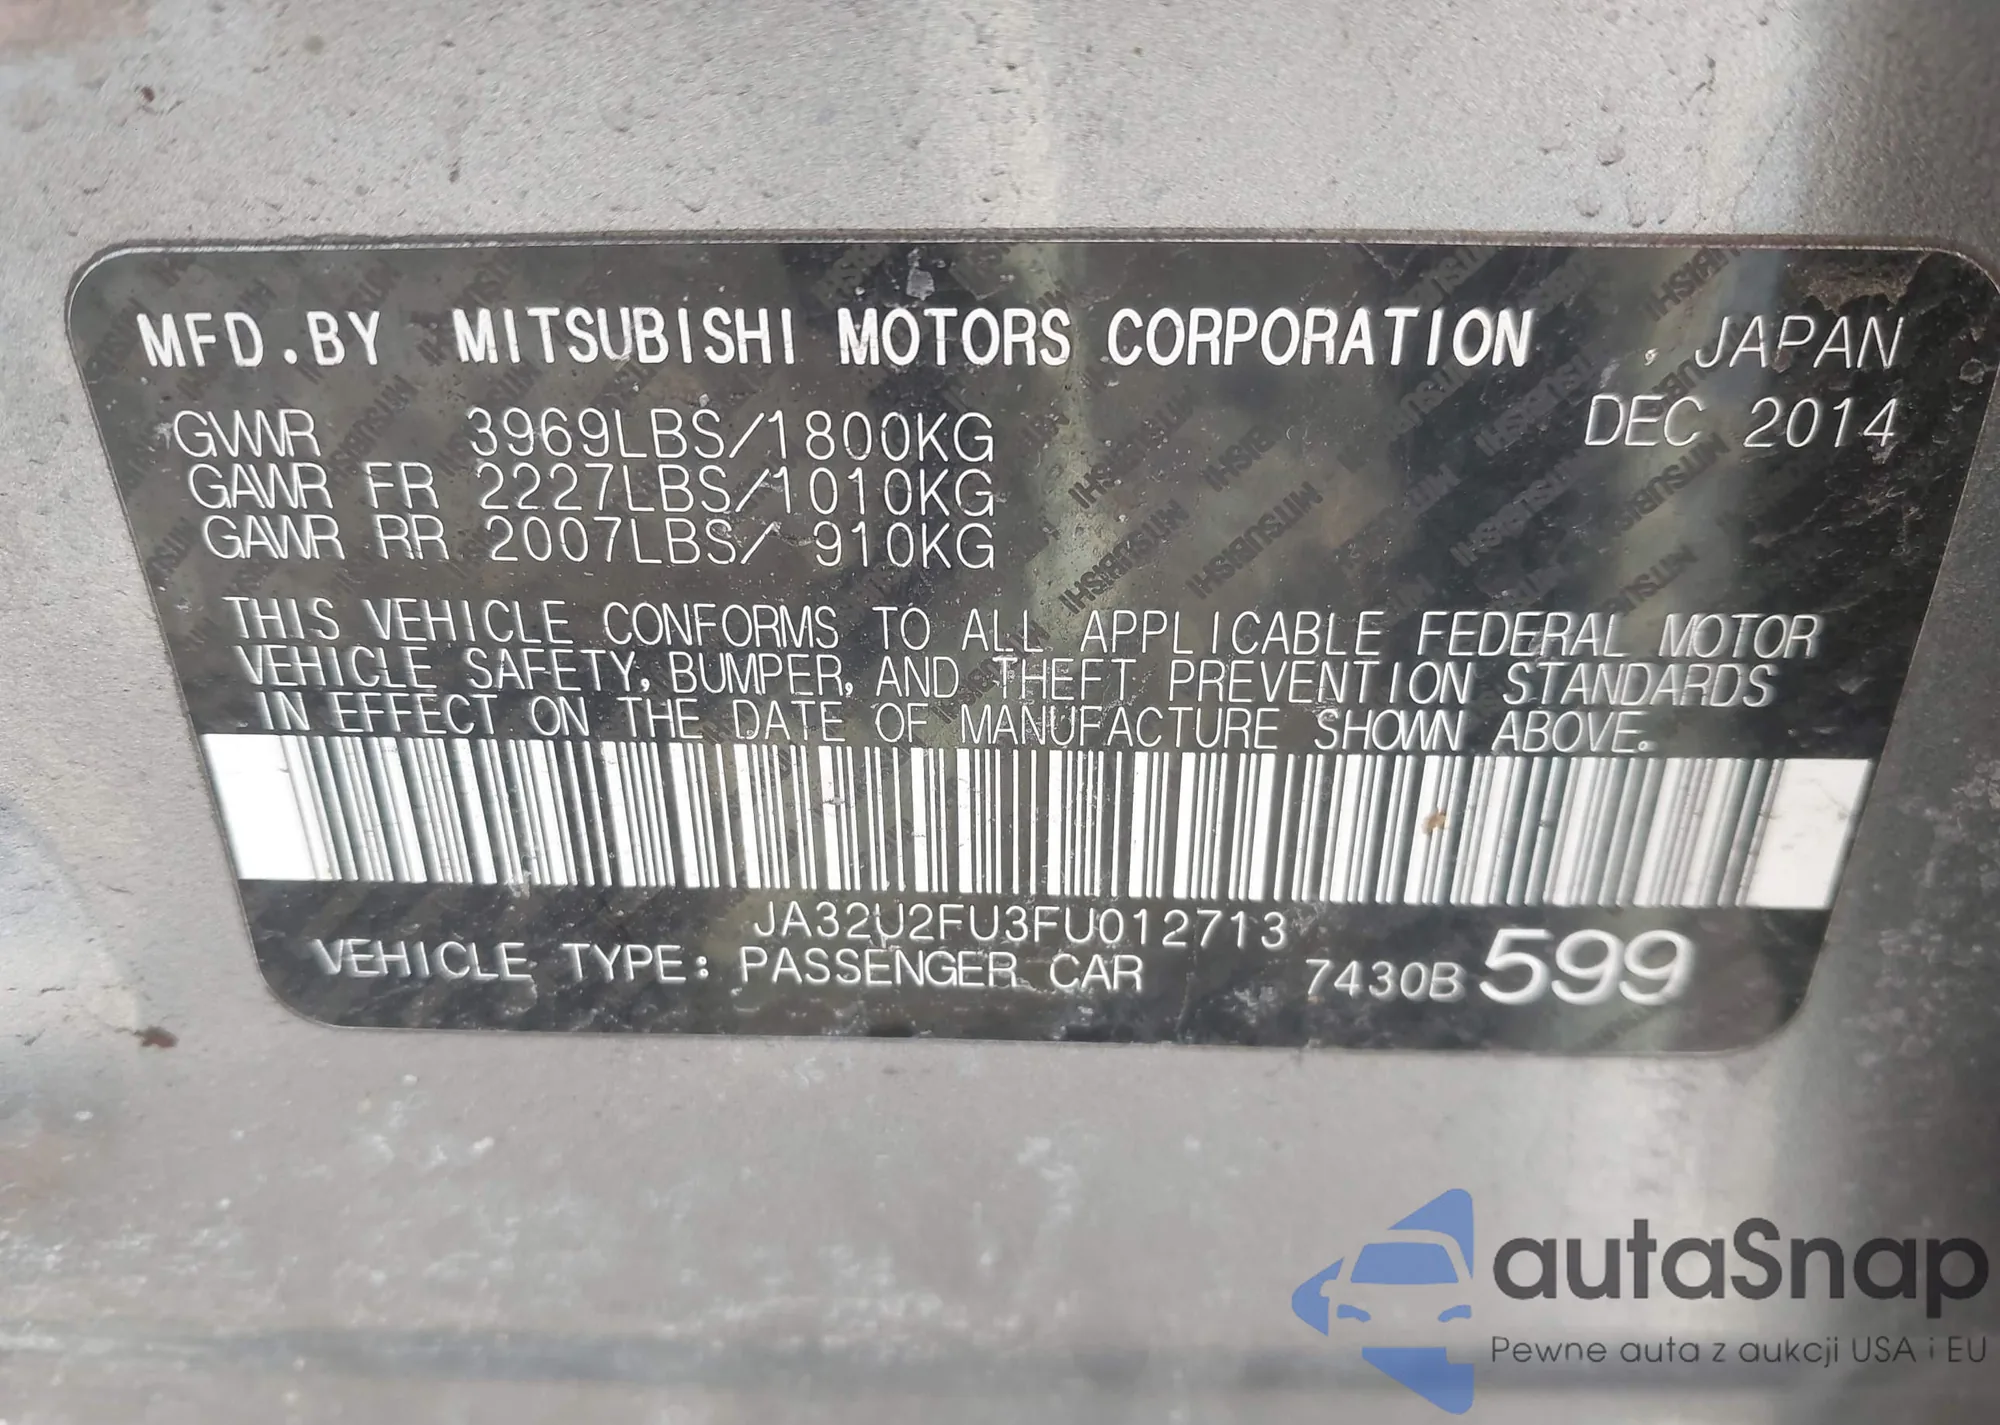 MFD.BY MITSUBISHI MOTORS CORPORATION , JAPAN
GVWR 3969LBS/1800KG DEC 2014
GAWR FR 2227LBS/1010KG
GAWR RR 2007LBS/ 910KG
THIS VEHICLE CONFORMS TO ALL APPLICABLE FEDERAL MOTOR
VEHICLE SAFETY, BUMPER, AND THEFT PREVENTION STANDARDS
IN EFFECT ON THE DATE OF MANUFACTURE SHOWN ABOVE.
JA32U2FU3FU012713
VEHICLE TYPE: PASSENGER CAR 7430B 599
autaSnap
Pewne auta z aukcji USA i EU